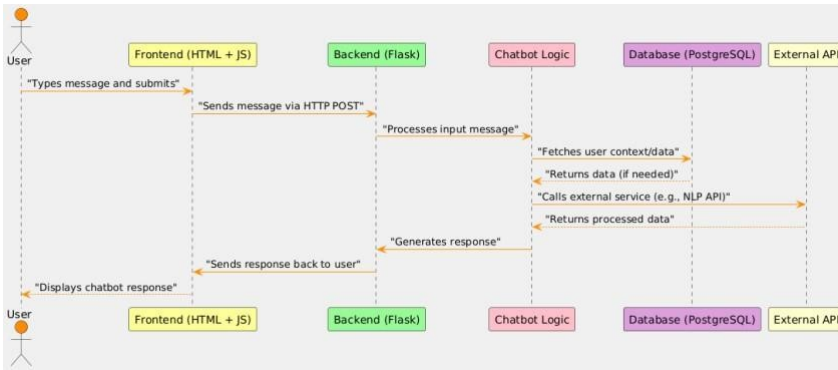 User
Frontend (HTML + JS)
Backend (Flask)
Chatbot Logic
Database (PostgreSQL)
External API
"Types message and submits"
"Sends message via HTTP POST"
"Processes input message"
"Fetches user context/data"
"Returns data (if needed)"
"Calls external service (e.g., NLP API)"
"Returns processed data"
"Generates response"
"Sends response back to user"
"Displays chatbot response"
User
Frontend (HTML + JS)
Backend (Flask)
Chatbot Logic
Database (PostgreSQL)
External API